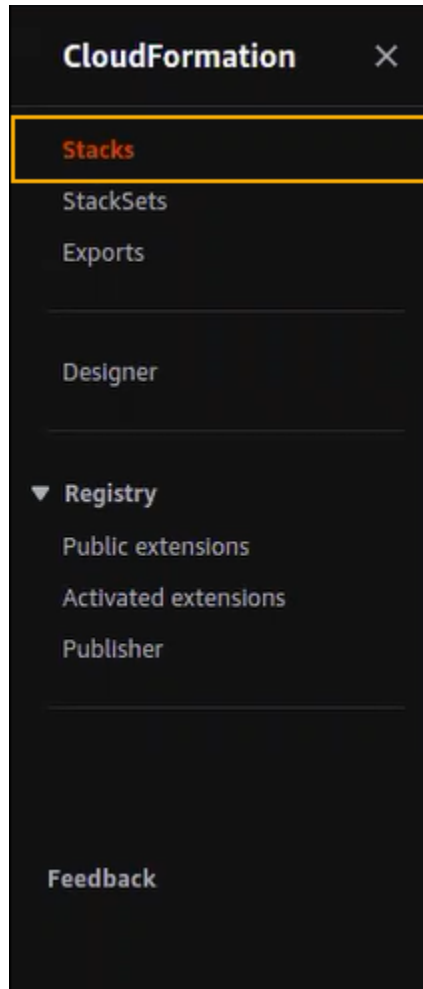 CloudFormation
Stacks
StackSets
Exports
Designer
Registry
Public extensions
Activated extensions
Publisher
Feedback